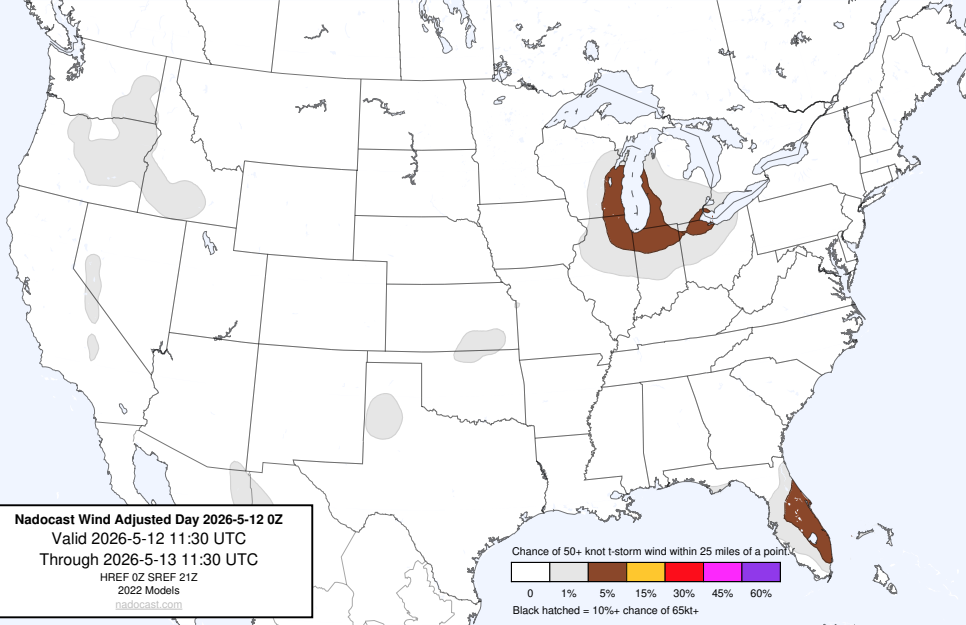 Nadocast Wind Adjusted Day 2026-5-12 0Z
Valid 2026-5-12 11:30 UTC
Through 2026-5-13 11:30 UTC
HREF 0Z SREF 21Z
2022 Models
nadocast.com
Chance of 50+ knot t-storm wind within 25 miles of a point.
0 1% 5% 15% 30% 45% 60%
Black hatched = 10%+ chance of 65kt+